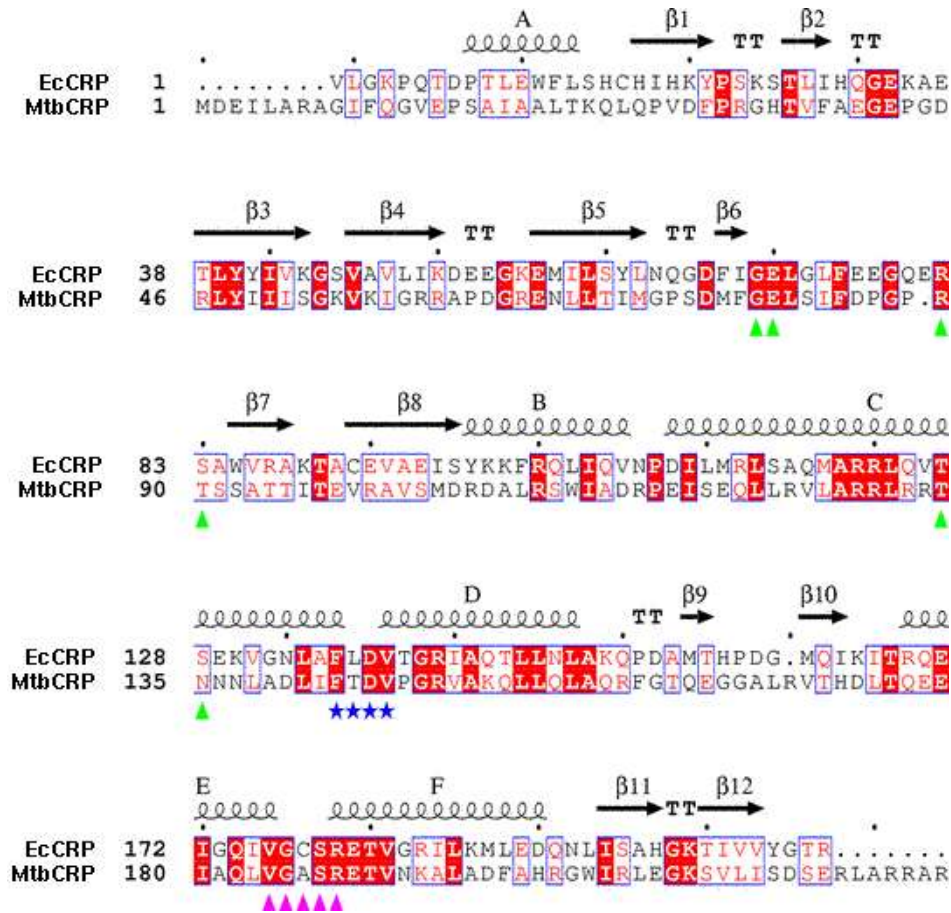 A β1 TT β2 TT
EcCRP 1 ........VLGKPQTDPTLEWFLSHCHIHKYPSKSTLIHQGEKAE
MtbCRP 1 MDEILARAGIFQGVEPSAIAALTKQLQPVDFPRGHTVFAEGEPGD
β3 β4 TT β5 TT β6
EcCRP 38 TLYYIVKGSVAVLIKDEEGKEMILSYLNQGDFIGELGLFEEGQER
MtbCRP 46 RLYIIISGKVKIGRRAPDGRENLLTIMGPSDMFGELSIFDPGP.R
β7 β8 B C
EcCRP 83 SAWVRAKTACEVAEISYKKFRQLIQVNPDILMRLSAQMARRLQVT
MtbCRP 90 TSSATTITEVRAVSMDRDALRSWIADRPEISEQLLRVLARRLRRT
D TT β9 β10
EcCRP 128 SEKVGNLAFLDVTGRIAQTLLNLAKQPDAMTHPDG.MQIKITRQE
MtbCRP 135 NNNLADLIFTDVPGRVAKQLLQLAQRFGTQEGGALRVTHDLTQEE
E F β11 TT β12
EcCRP 172 IGQIVGCSRETVGRILKMLEDQNLISAHGKTIVVYGTR.......
MtbCRP 180 IAQLVGASRETVNKALADFAHRGWIRLEGKSVLISDSERLARRAR